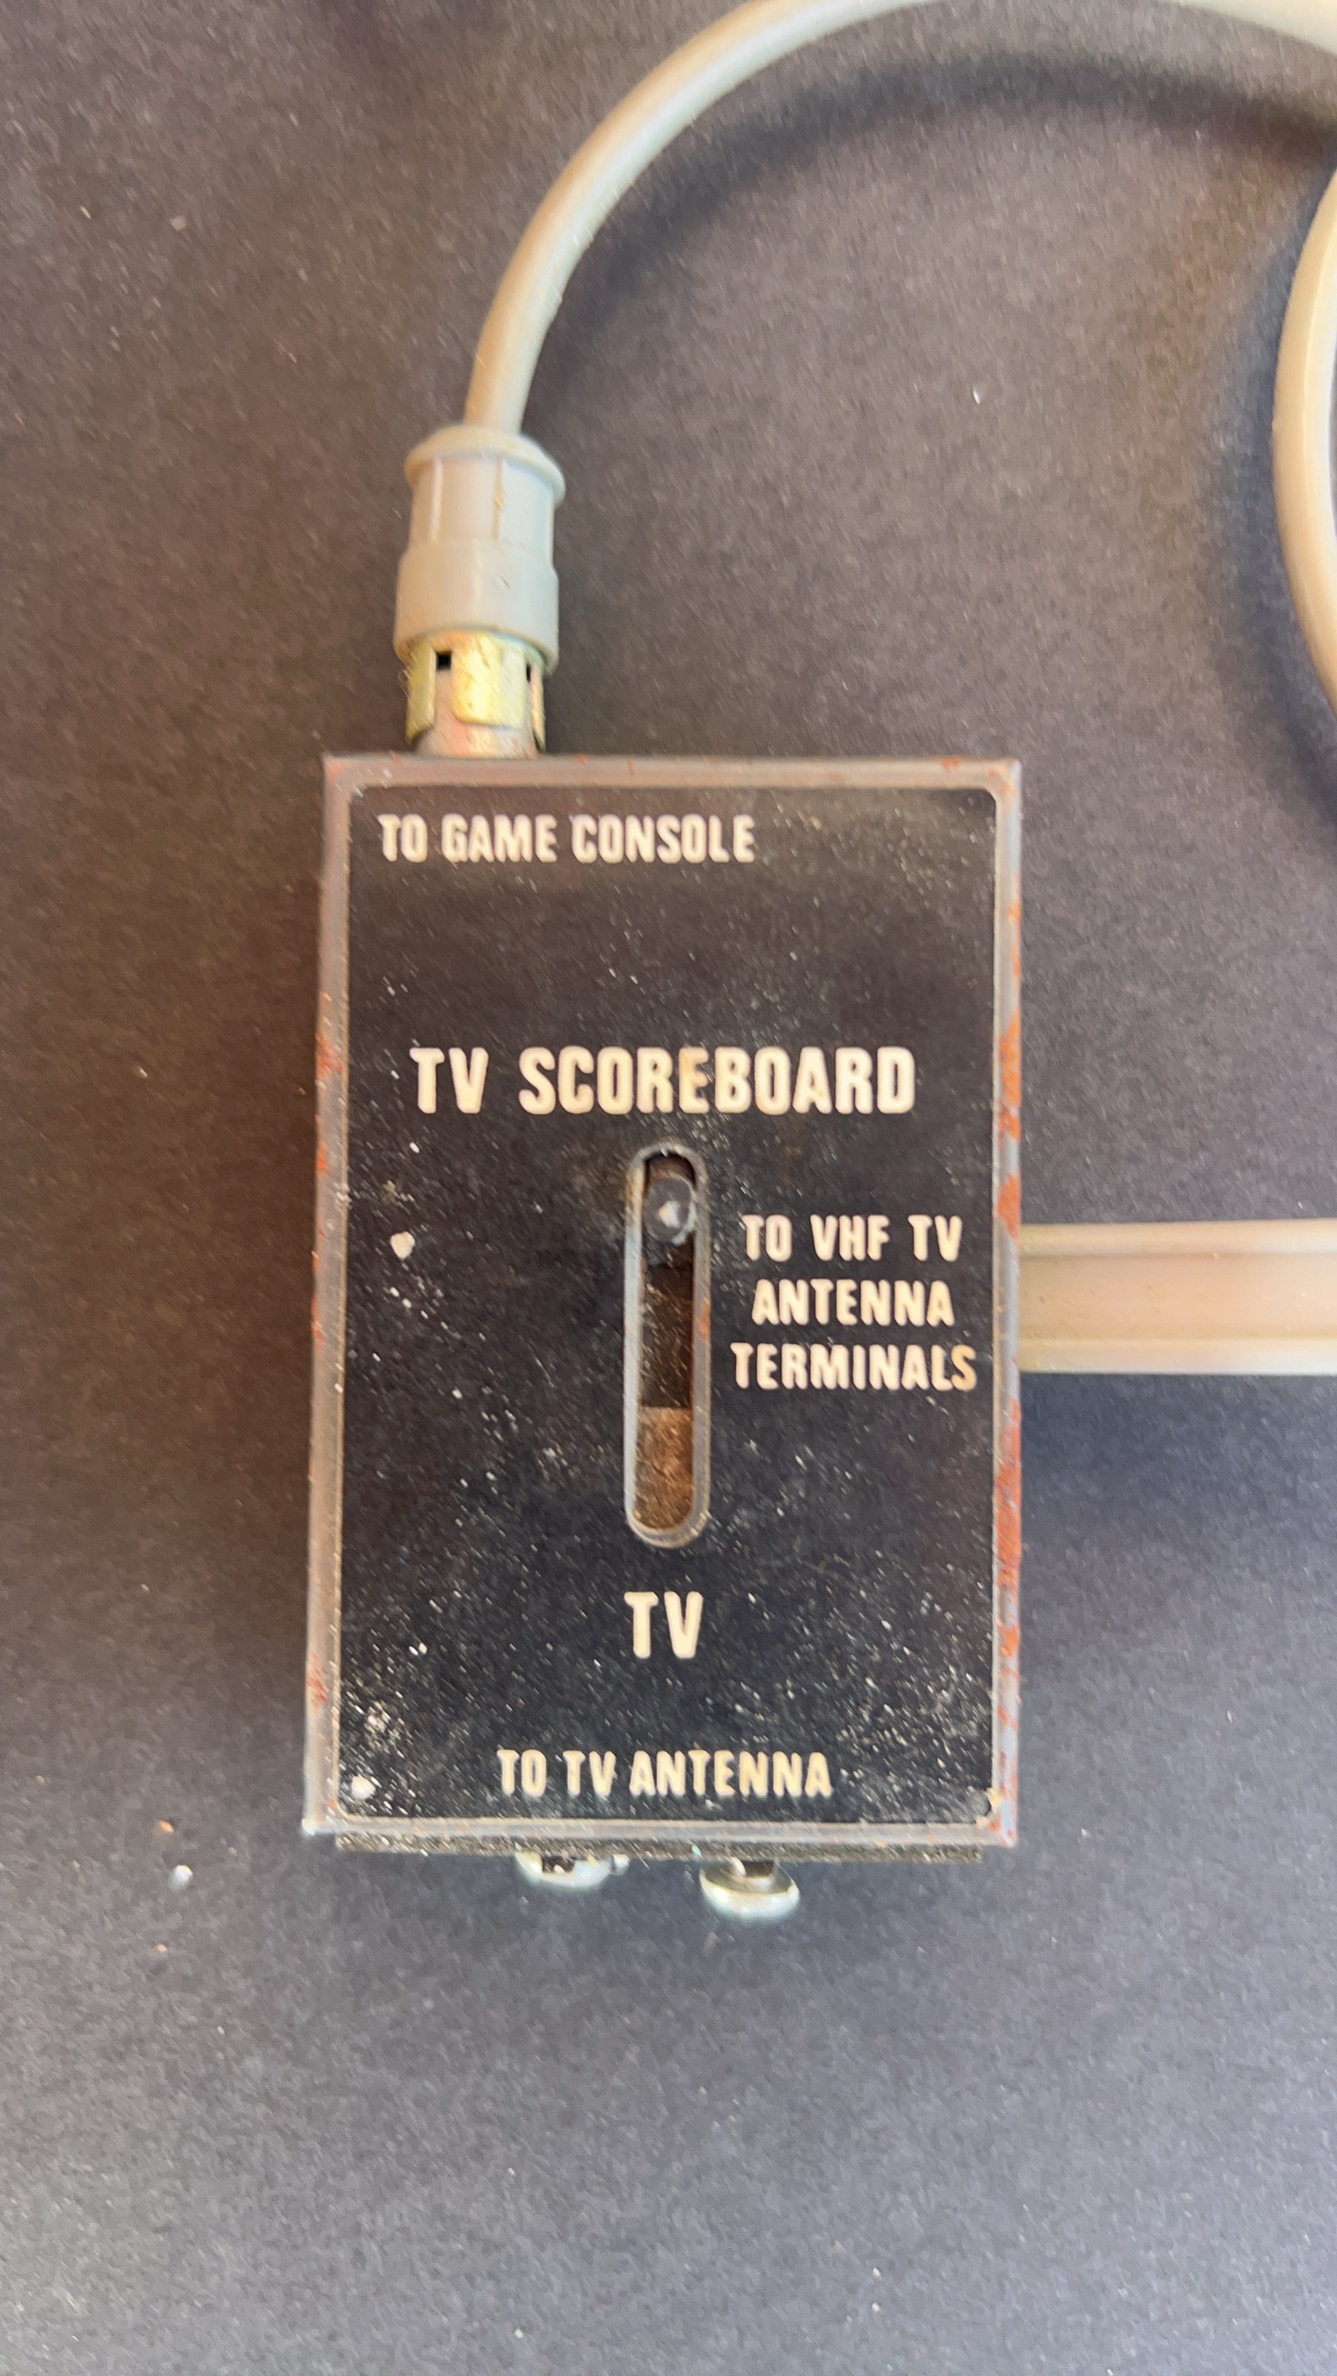 TO GAME CONSOLE
TV SCOREBOARD
TO VHF TV
ANTENNA
TERMINALS
TV
TO TV ANTENNA